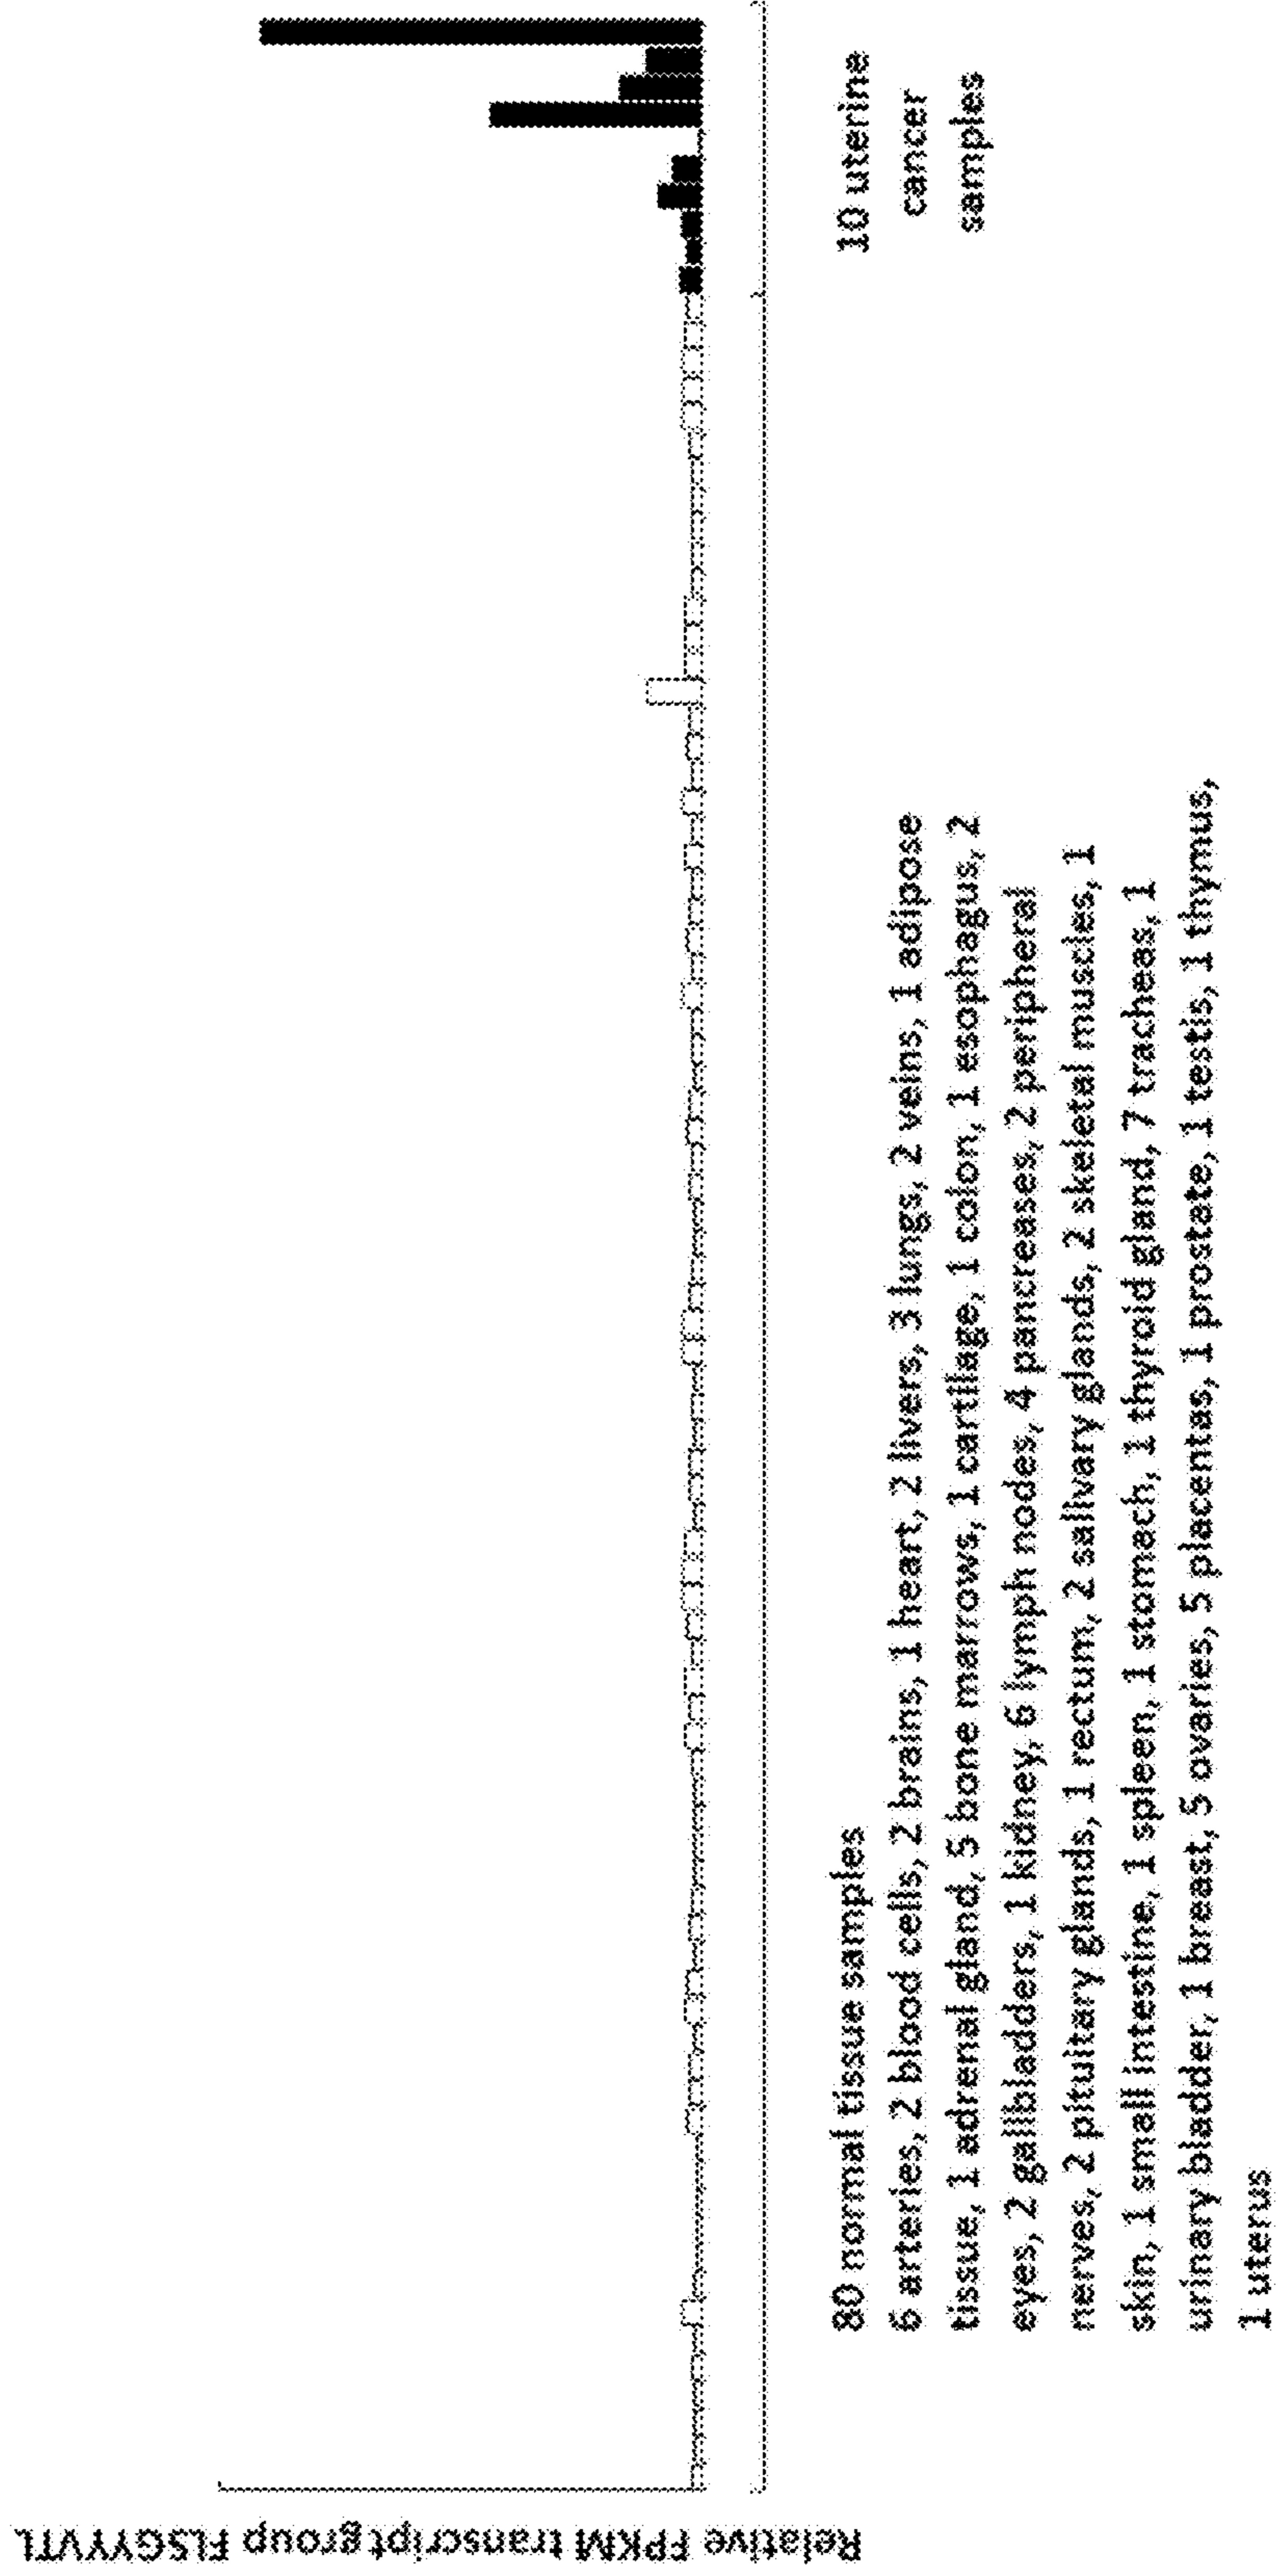 Relative FPKM transcript group FLSGYYVTL
80 normal tissue samples
6 arteries, 2 blood cells, 2 brains, 1 heart, 2 livers, 3 lungs, 2 veins, 1 adipose
tissue, 1 adrenal gland, 5 bone marrows, 1 cartilage, 1 colon, 1 esophagus, 2
eyes, 2 gallbladders, 1 kidney, 6 lymph nodes, 4 pancreases, 2 peripheral
nerves, 2 pituitary glands, 1 rectum, 2 salivary glands, 2 skeletal muscles, 1
skin, 1 small intestine, 1 spleen, 1 stomach, 1 thyroid gland, 7 tracheas, 1
urinary bladder, 1 breast, 5 ovaries, 5 placentas, 1 prostate, 1 testis, 1 thymus,
1 uterus
10 uterine
cancer
samples